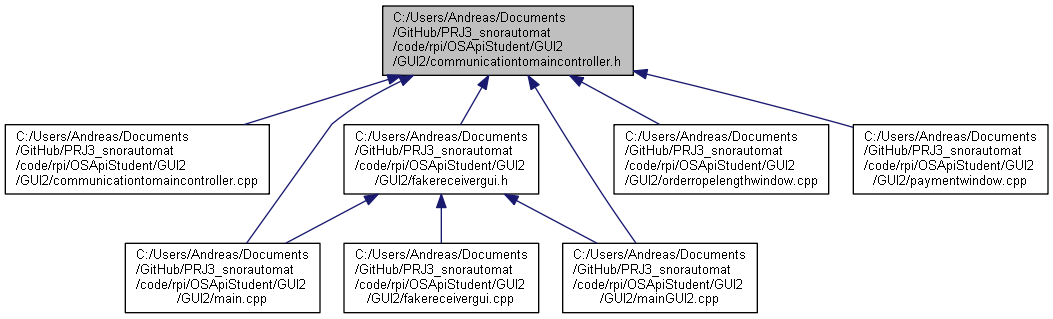 C:/Users/Andreas/Documents
/GitHub/PRJ3_snorautomat
/code/rpi/OSApiStudent/GUI2
/GUI2/communicationtomaincontroller.h
C:/Users/Andreas/Documents
/GitHub/PRJ3_snorautomat
/code/rpi/OSApiStudent/GUI2
/GUI2/communicationtomaincontroller.cpp
C:/Users/Andreas/Documents
/GitHub/PRJ3_snorautomat
/code/rpi/OSApiStudent/GUI2
/GUI2/fakereceivergui.h
C:/Users/Andreas/Documents
/GitHub/PRJ3_snorautomat
/code/rpi/OSApiStudent/GUI2
/GUI2/orderropelengthwindow.cpp
C:/Users/Andreas/Documents
/GitHub/PRJ3_snorautomat
/code/rpi/OSApiStudent/GUI2
/GUI2/paymentwindow.cpp
C:/Users/Andreas/Documents
/GitHub/PRJ3_snorautomat
/code/rpi/OSApiStudent/GUI2
/GUI2/main.cpp
C:/Users/Andreas/Documents
/GitHub/PRJ3_snorautomat
/code/rpi/OSApiStudent/GUI2
/GUI2/fakereceivergui.cpp
C:/Users/Andreas/Documents
/GitHub/PRJ3_snorautomat
/code/rpi/OSApiStudent/GUI2
/GUI2/mainGUI2.cpp